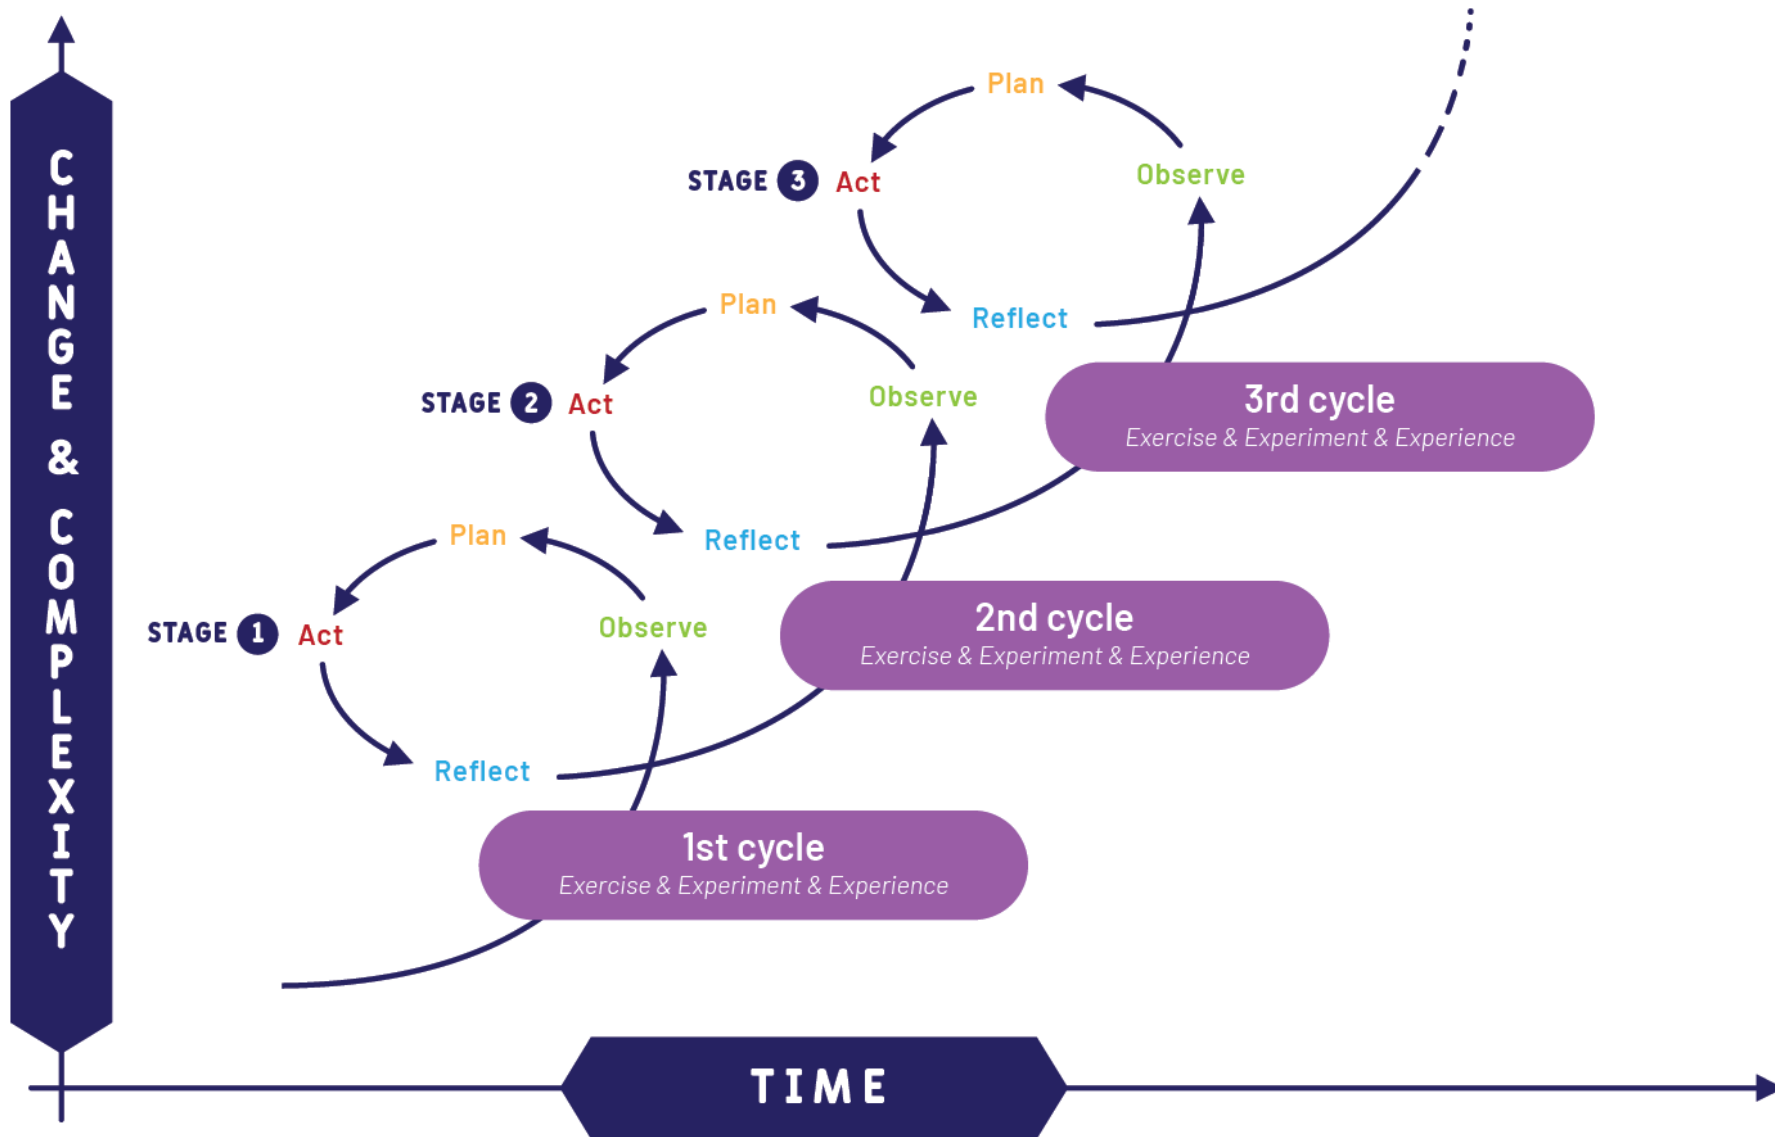 CHANGE & COMPLEXITY
Plan
Observe
STAGE 3 Act
Reflect
3rd cycle
Exercise & Experiment & Experience
Plan
Observe
STAGE 2 Act
Reflect
2nd cycle
Exercise & Experiment & Experience
Plan
Observe
STAGE 1 Act
Reflect
1st cycle
Exercise & Experiment & Experience
TIME